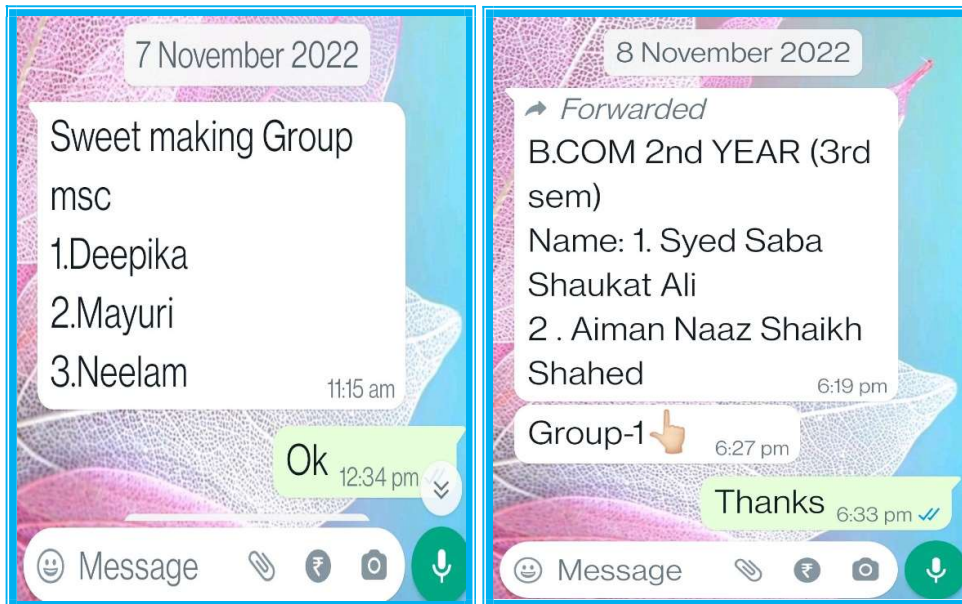 7 November 2022
Sweet making Group
msc
1.Deepika
2.Mayuri
3.Neelam
11:15 am
Ok 12:34 pm
Message
8 November 2022
Forwarded
B.COM 2nd YEAR (3rd
sem)
Name: 1. Syed Saba
Shaukat Ali
2 . Aiman Naaz Shaikh
Shahed
6:19 pm
Group-1👆🏻 6:27 pm
Thanks 6:33 pm
Message